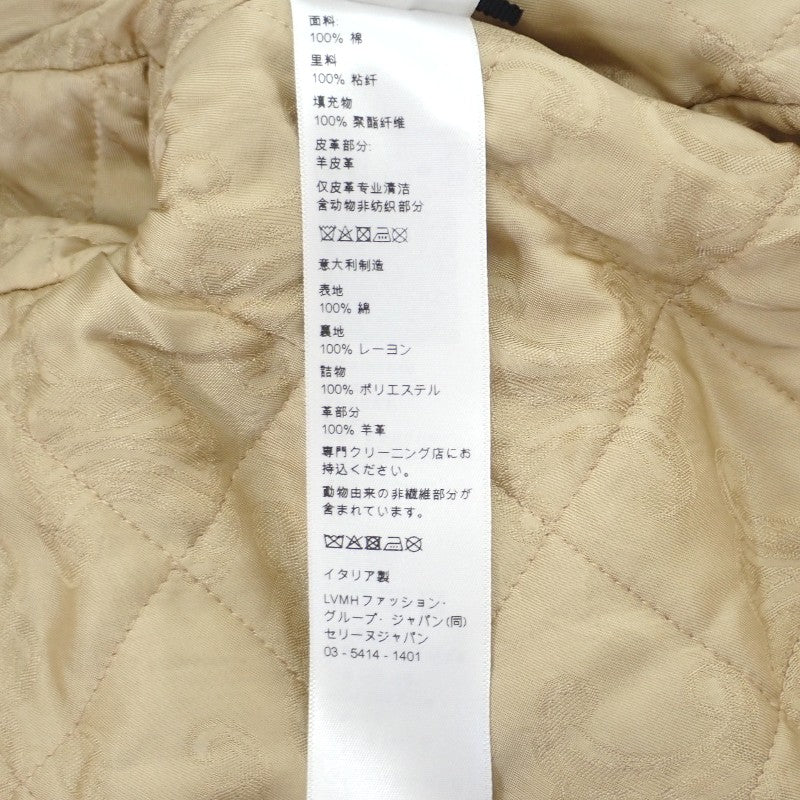 面料:
100% 棉
里料
100% 粘纤
填充物
100% 聚酯纤维
皮革部分:
羊皮革
仅皮革专业清洁
含动物非纺织部分
意大利制造
表地
100% 綿
裏地
100% レーヨン
詰物
100% ポリエステル
革部分
100% 羊革
専門クリーニング店にお
持込ください。
動物由来の非繊維部分が
含まれています。
イタリア製
LVMHファッション・
グループ・ジャパン(同)
セリーヌジャパン
03 - 5414 - 1401